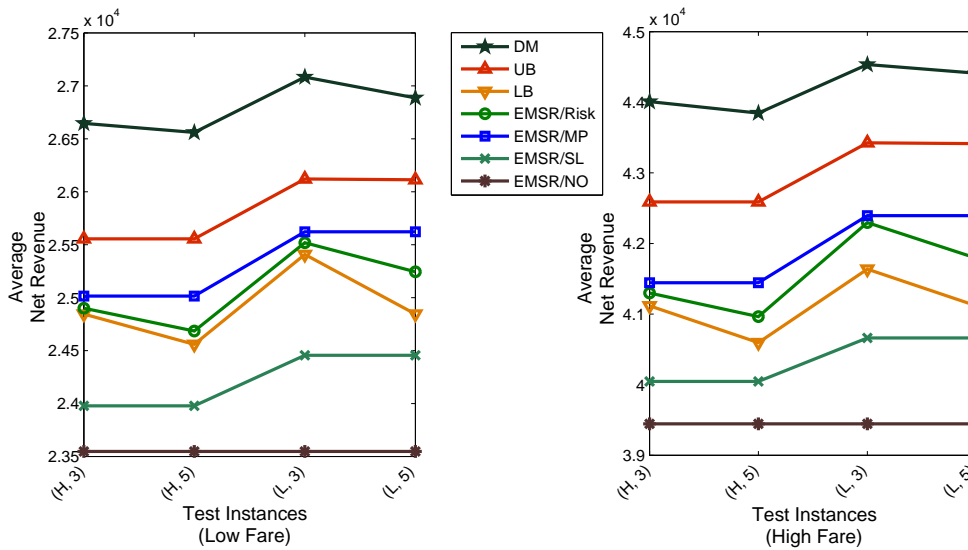 x 10^4
2.75
2.7
2.65
2.6
2.55
2.5
2.45
2.4
2.35
Average
Net Revenue
(H, 3)
(H, 5)
(L, 3)
(L, 5)
Test Instances
(Low Fare)
DM
UB
LB
EMSR/Risk
EMSR/MP
EMSR/SL
EMSR/NO
x 10^4
4.5
4.4
4.3
4.2
4.1
4
3.9
Average
Net Revenue
(H, 3)
(H, 5)
(L, 3)
(L, 5)
Test Instances
(High Fare)